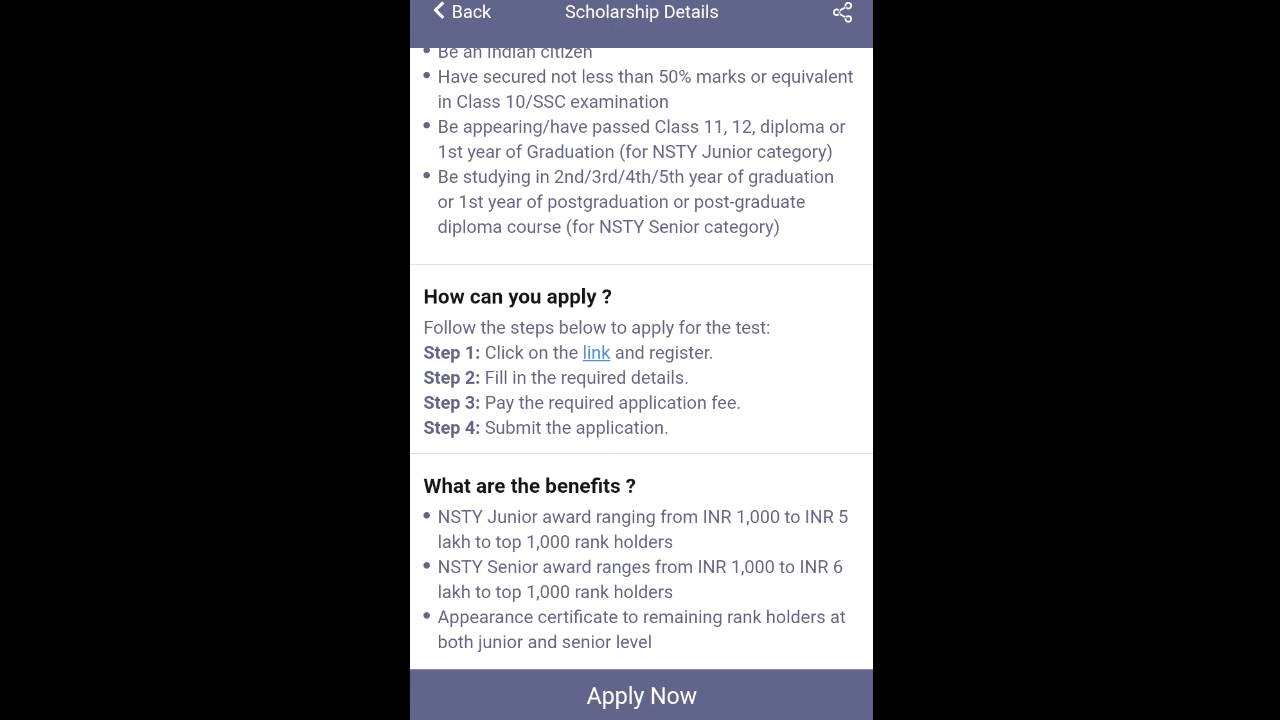 Back Scholarship Details
• Be an Indian citizen
• Have secured not less than 50% marks or equivalent
in Class 10/SSC examination
• Be appearing/have passed Class 11, 12, diploma or
1st year of Graduation (for NSTY Junior category)
• Be studying in 2nd/3rd/4th/5th year of graduation
or 1st year of postgraduation or post-graduate
diploma course (for NSTY Senior category)
How can you apply ?
Follow the steps below to apply for the test:
Step 1: Click on the link and register.
Step 2: Fill in the required details.
Step 3: Pay the required application fee.
Step 4: Submit the application.
What are the benefits ?
• NSTY Junior award ranging from INR 1,000 to INR 5
lakh to top 1,000 rank holders
• NSTY Senior award ranges from INR 1,000 to INR 6
lakh to top 1,000 rank holders
• Appearance certificate to remaining rank holders at
both junior and senior level
Apply Now